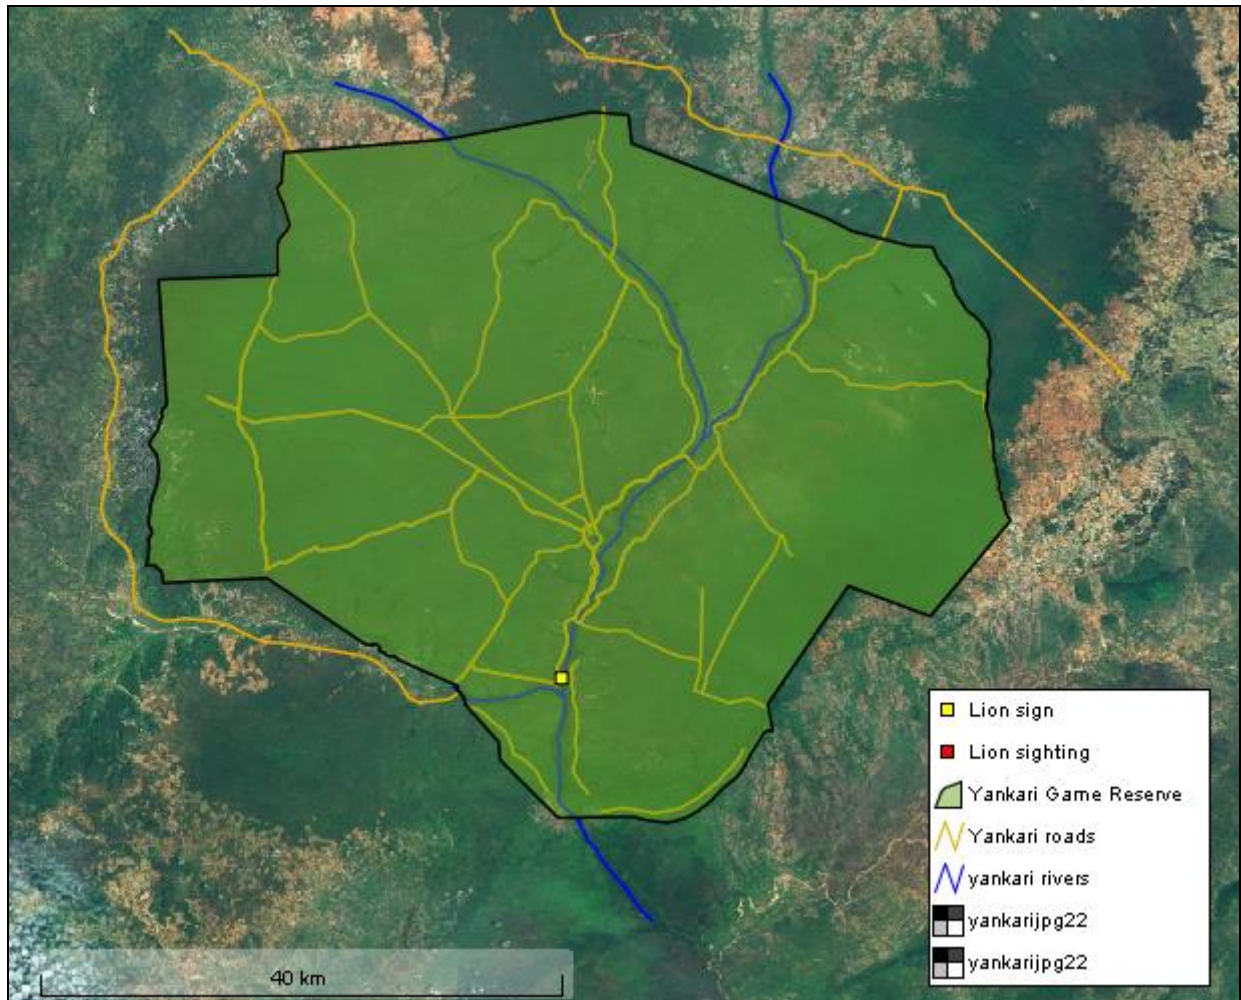 Lion sign
Lion sighting
Yankari Game Reserve
Yankari roads
yankari rivers
yankarijpg22
yankarijpg22
40 km